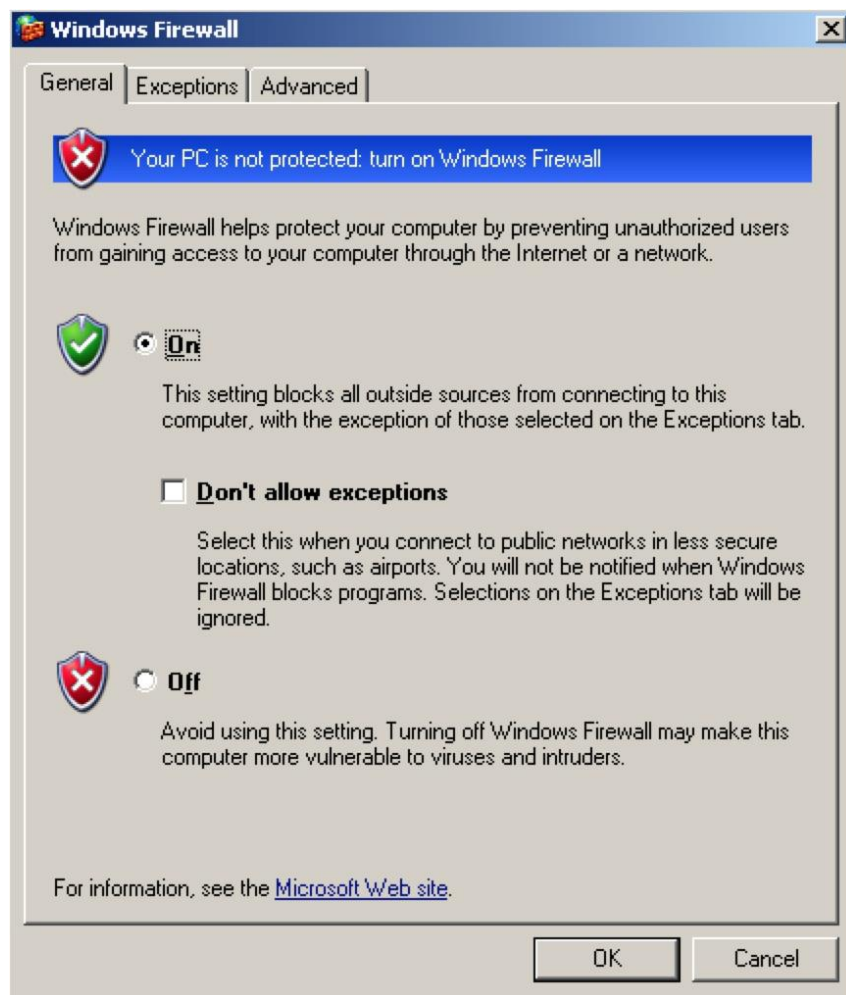 Windows Firewall
General Exceptions Advanced
Your PC is not protected: turn on Windows Firewall
Windows Firewall helps protect your computer by preventing unauthorized users
from gaining access to your computer through the Internet or a network.
On
This setting blocks all outside sources from connecting to this
computer, with the exception of those selected on the Exceptions tab.
Don't allow exceptions
Select this when you connect to public networks in less secure
locations, such as airports. You will not be notified when Windows
Firewall blocks programs. Selections on the Exceptions tab will be
ignored.
Off
Avoid using this setting. Turning off Windows Firewall may make this
computer more vulnerable to viruses and intruders.
For information, see the Microsoft Web site.
OK Cancel